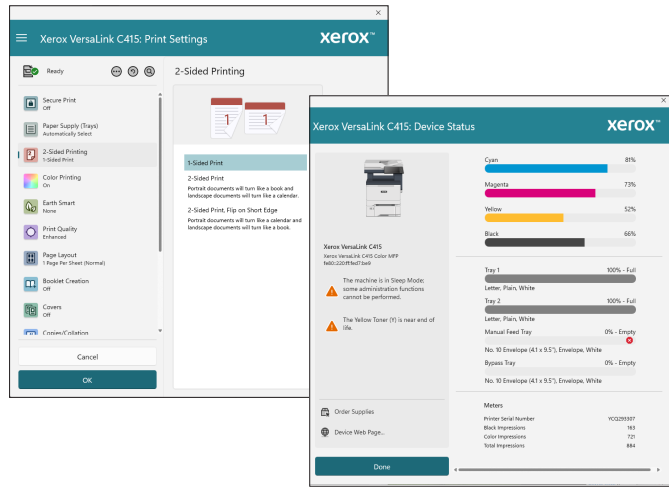 Xerox VersaLink C415: Print Settings
xerox™
Ready
2-Sided Printing
Secure Print
Off
Paper Supply (Trays)
Automatically Select
2-Sided Printing
1-Sided Print
Color Printing
On
Earth Smart
None
Print Quality
Enhanced
Page Layout
1 Page Per Sheet (Normal)
Booklet Creation
Off
Covers
Off
Copies/Collation
Cancel
OK
1
1
1-Sided Print
2-Sided Print
Portrait documents will turn like a book and
landscape documents will turn like a calendar.
2-Sided Print, Flip on Short Edge
Portrait documents will turn like a calendar and
landscape documents will turn like a book.
Xerox VersaLink C415: Device Status
xerox™
Xerox VersaLink C415
Xerox VersaLink C415 Color MFP
The machine is in Sleep Mode;
some administration functions
cannot be performed.
The Yellow Toner (Y) is near end of
life.
Order Supplies
Device Web Page...
Done
Cyan 81%
Magenta 73%
Yellow 52%
Black 66%
Tray 1 100% - Full
Letter, Plain, White
Tray 2 100% - Full
Letter, Plain, White
Manual Feed Tray 0% - Empty
No. 10 Envelope (4.1 x 9.5"), Envelope, White
Bypass Tray 0% - Empty
No. 10 Envelope (4.1 x 9.5"), Envelope, White
Meters
Printer Serial Number YCQ293307
Black Impressions 163
Color Impressions 721
Total Impressions 884